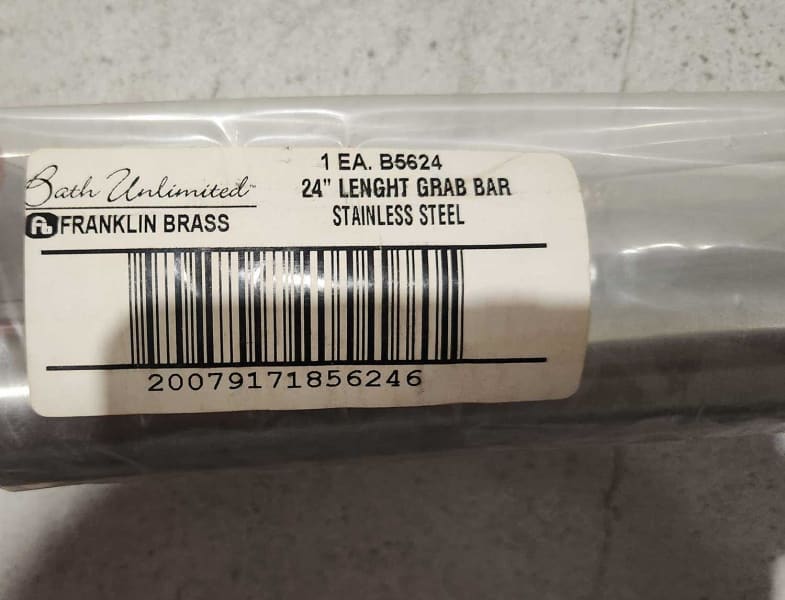 Bath Unlimited™
FRANKLIN BRASS
1 EA. B5624
24" LENGHT GRAB BAR
STAINLESS STEEL
20079171856246